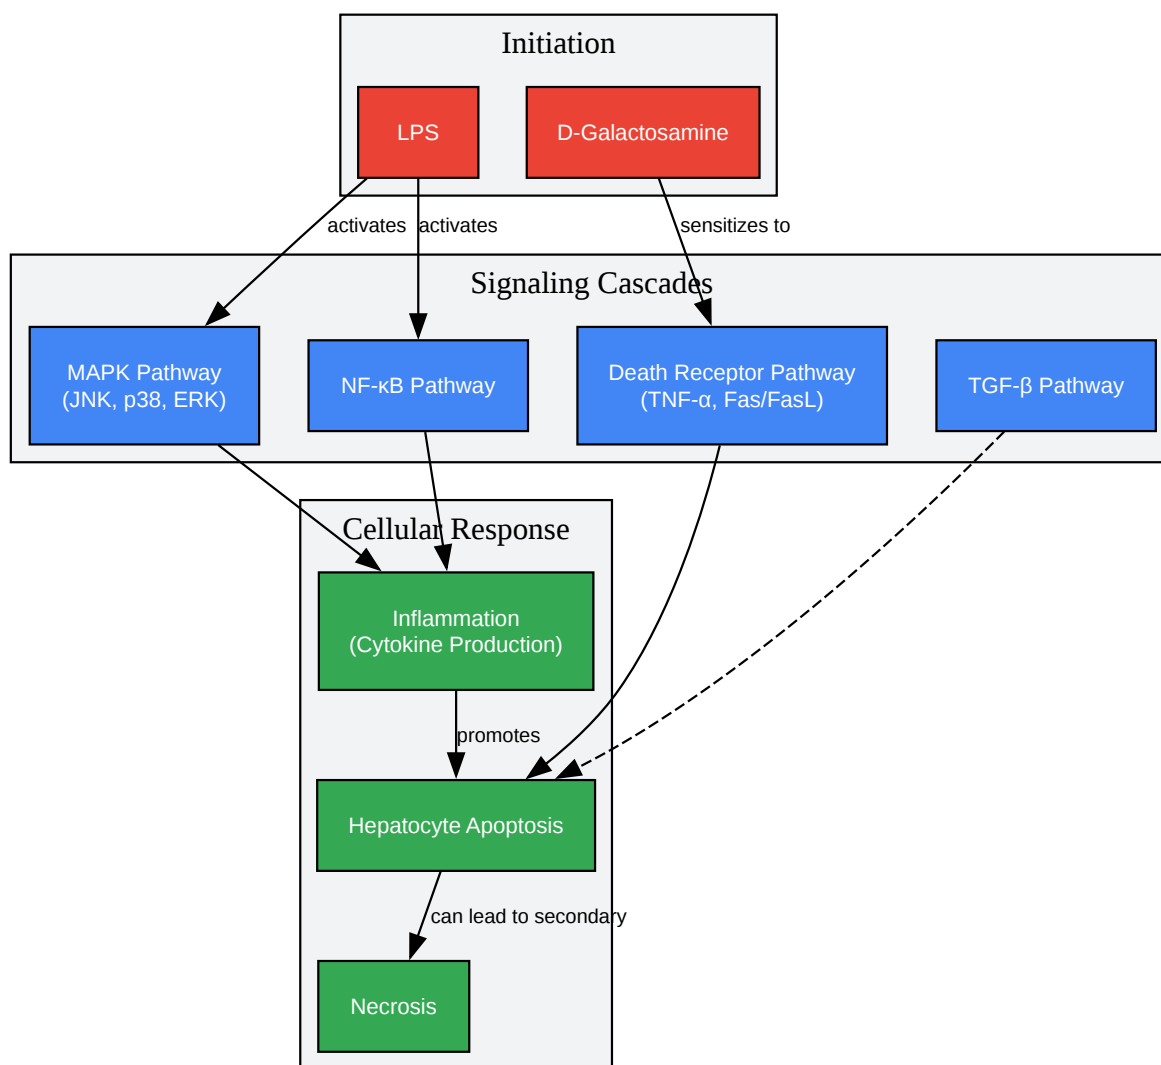 Initiation
LPS
D-Galactosamine
activates
activates
sensitizes to
Signaling Cascades
MAPK Pathway
(JNK, p38, ERK)
NF-κB Pathway
Death Receptor Pathway
(TNF-α, Fas/FasL)
TGF-β Pathway
Cellular Response
Inflammation
(Cytokine Production)
promotes
Hepatocyte Apoptosis
can lead to secondary
Necrosis